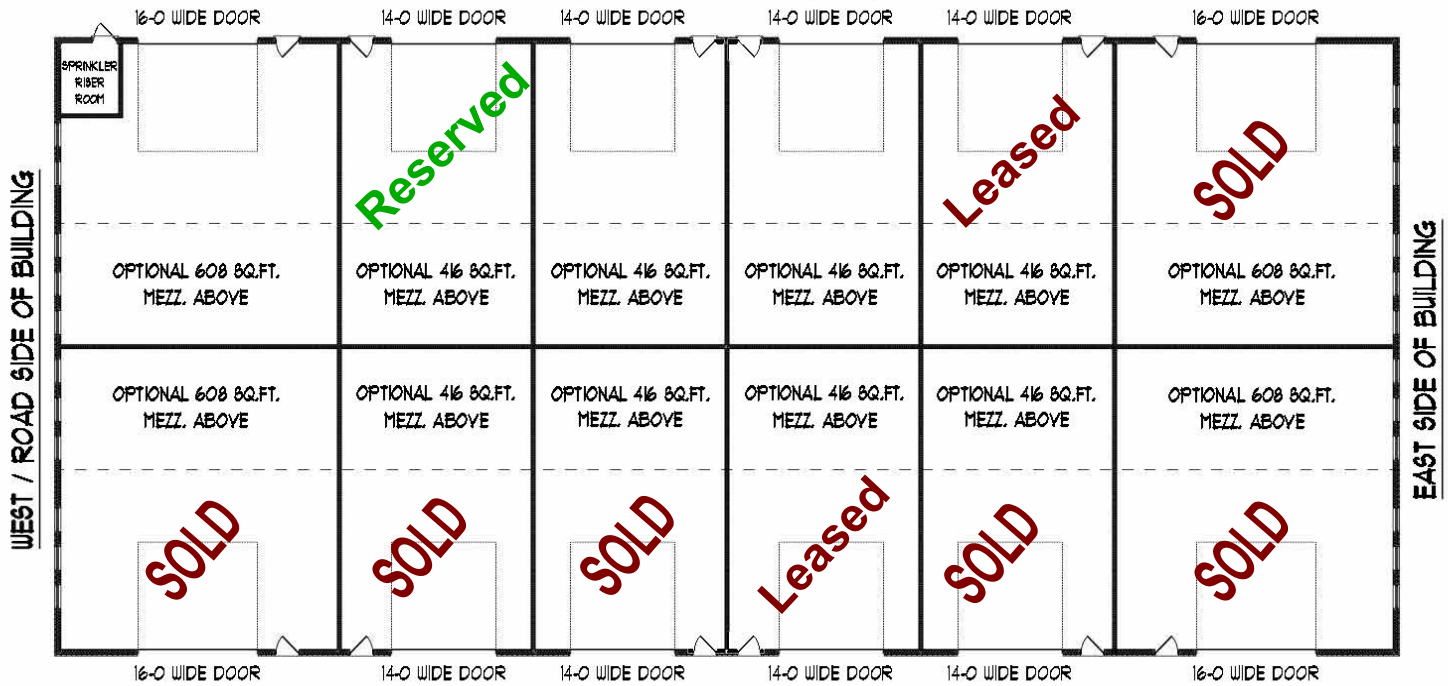 16-0 WIDE DOOR
14-0 WIDE DOOR
14-0 WIDE DOOR
14-0 WIDE DOOR
14-0 WIDE DOOR
16-0 WIDE DOOR
SPRINKLER
RISER
ROOM
Reserved
Leased
SOLD
WEST / ROAD SIDE OF BUILDING
EAST SIDE OF BUILDING
OPTIONAL 608 SQ.FT.
MEZZ. ABOVE
OPTIONAL 416 SQ.FT.
MEZZ. ABOVE
OPTIONAL 416 SQ.FT.
MEZZ. ABOVE
OPTIONAL 416 SQ.FT.
MEZZ. ABOVE
OPTIONAL 416 SQ.FT.
MEZZ. ABOVE
OPTIONAL 608 SQ.FT.
MEZZ. ABOVE
OPTIONAL 608 SQ.FT.
MEZZ. ABOVE
OPTIONAL 416 SQ.FT.
MEZZ. ABOVE
OPTIONAL 416 SQ.FT.
MEZZ. ABOVE
OPTIONAL 416 SQ.FT.
MEZZ. ABOVE
OPTIONAL 416 SQ.FT.
MEZZ. ABOVE
OPTIONAL 608 SQ.FT.
MEZZ. ABOVE
SOLD
SOLD
SOLD
Leased
SOLD
SOLD
16-0 WIDE DOOR
14-0 WIDE DOOR
14-0 WIDE DOOR
14-0 WIDE DOOR
14-0 WIDE DOOR
16-0 WIDE DOOR